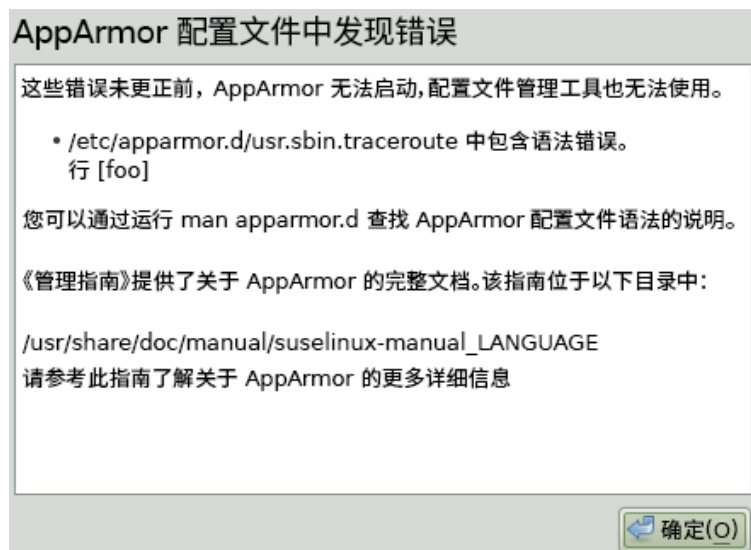 AppArmor 配置文件中发现错误
这些错误未更正前，AppArmor 无法启动,配置文件管理工具也无法使用。
• /etc/apparmor.d/usr.sbin.traceroute 中包含语法错误。
行 [foo]
您可以通过运行 man apparmor.d 查找 AppArmor 配置文件语法的说明。
《管理指南》提供了关于 AppArmor 的完整文档。该指南位于以下目录中：
/usr/share/doc/manual/suselinux-manual_LANGUAGE
请参考此指南了解关于 AppArmor 的更多详细信息
确定(O)